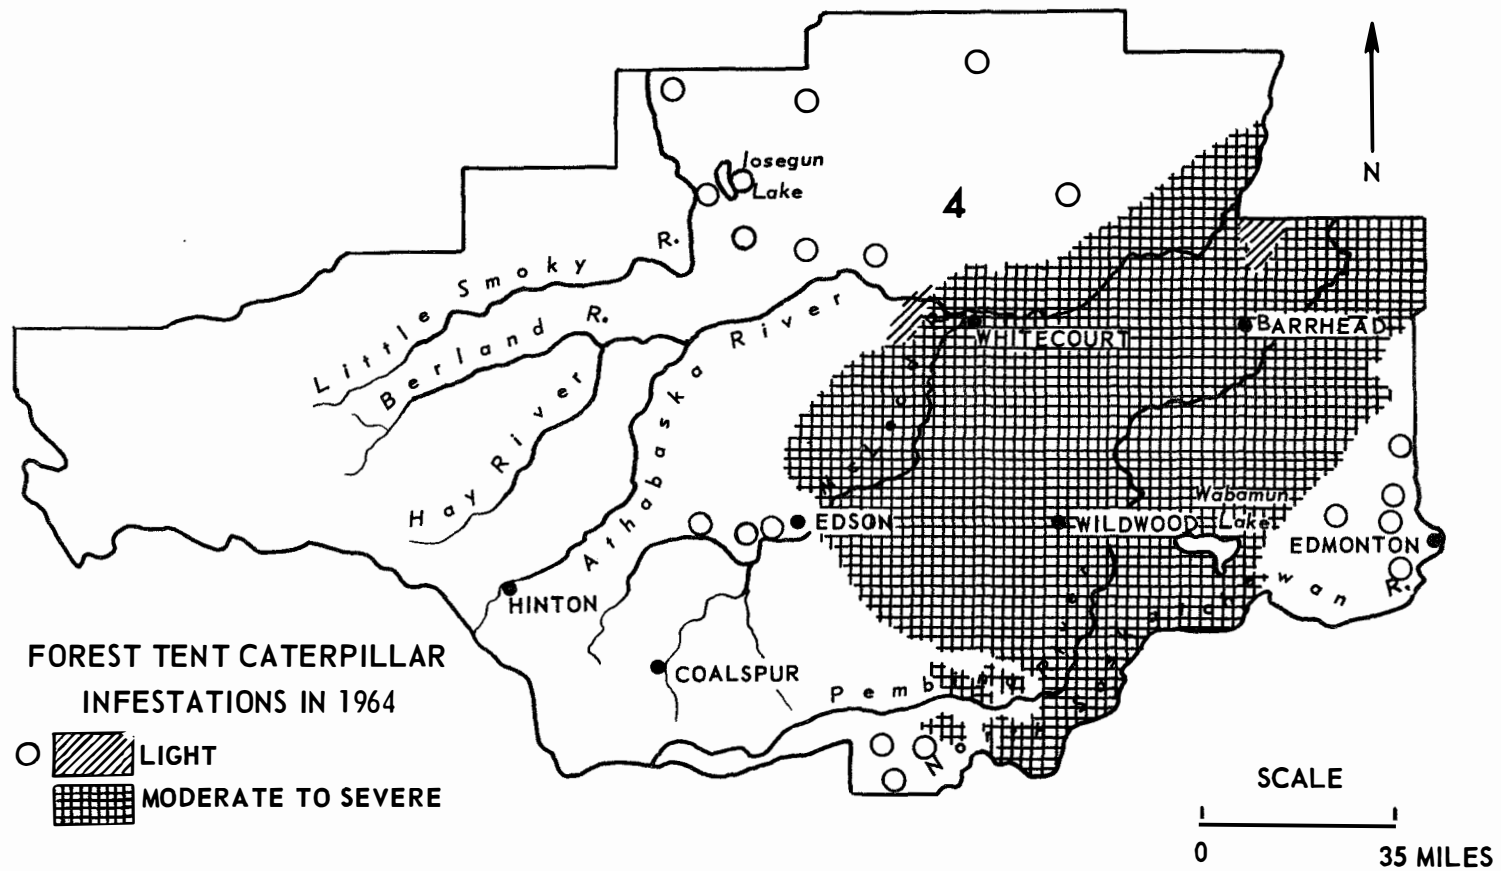 Iosegun
Lake
4
N
R.
Little Smoky
Berland R.
Athabaska River
Hay River
WHITECOURT
BARRHEAD
Wabamun
Lake
EDSON
WILDWOOD
EDMONTON
R.
HINTON
COALSPUR
FOREST TENT CATERPILLAR
INFESTATIONS IN 1964
LIGHT
MODERATE TO SEVERE
SCALE
0 35 MILES